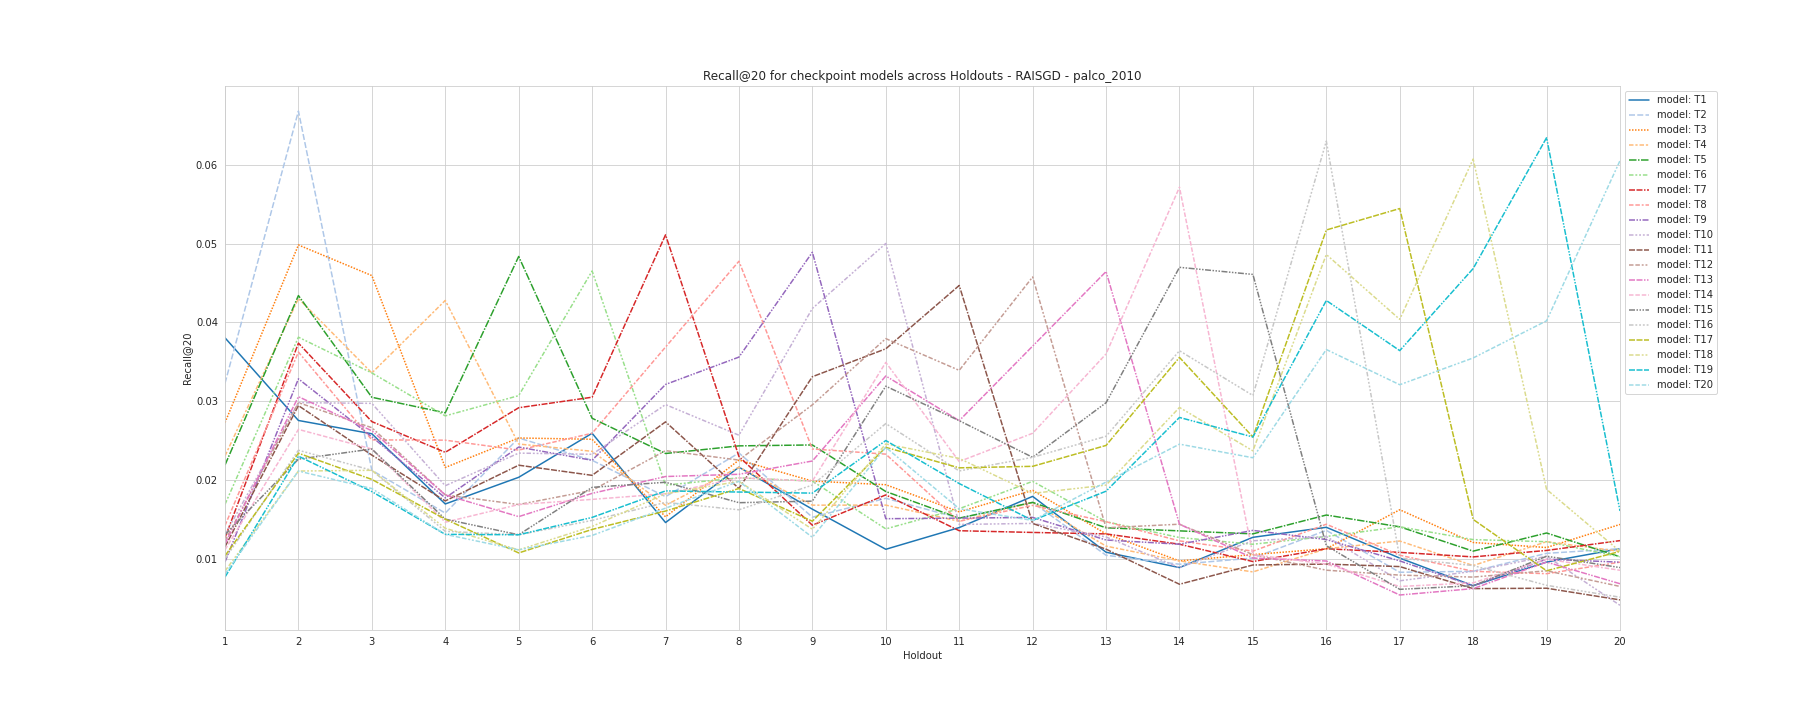 Recall@20 for checkpoint models across Holdouts - RAISGD - palco_2010
model: T1
model: T2
model: T3
model: T4
model: T5
model: T6
model: T7
model: T8
model: T9
model: T10
model: T11
model: T12
model: T13
model: T14
model: T15
model: T16
model: T17
model: T18
model: T19
model: T20
0.06
0.05
0.04
0.03
0.02
0.01
Recall@20
1 2 3 4 5 6 7 8 9 10 11 12 13 14 15 16 17 18 19 20
Holdout